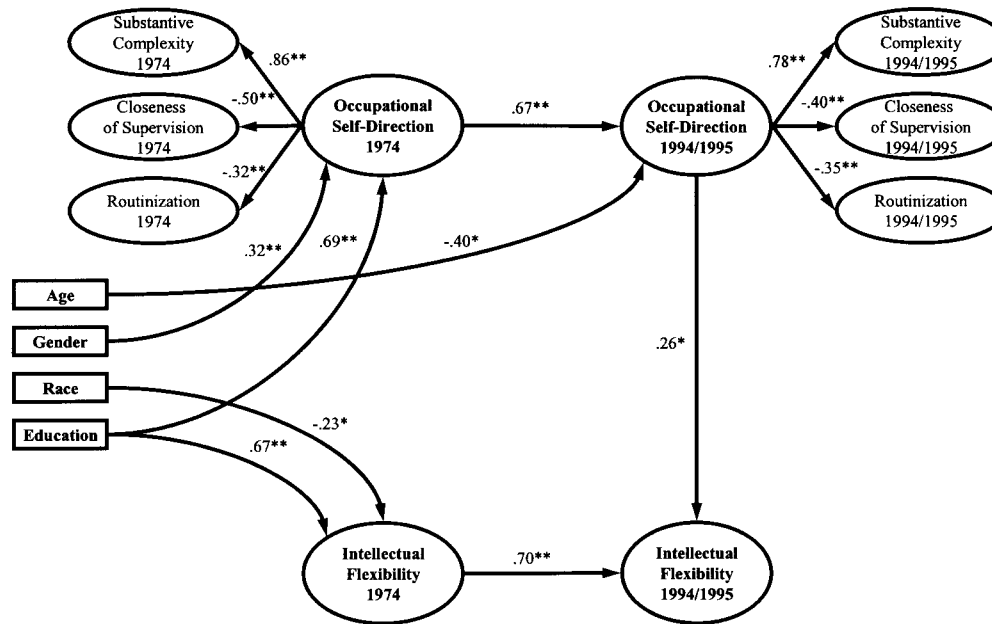 Substantive
Complexity
1974
Closeness
of Supervision
1974
Routinization
1974
.86**
-.50**
-.32**
Occupational
Self-Direction
1974
.67**
Occupational
Self-Direction
1994/1995
.78**
-.40**
-.35**
Substantive
Complexity
1994/1995
Closeness
of Supervision
1994/1995
Routinization
1994/1995
.32**
.69**
-.40*
Age
Gender
Race
Education
.26*
-.23*
.67**
Intellectual
Flexibility
1974
.70**
Intellectual
Flexibility
1994/1995